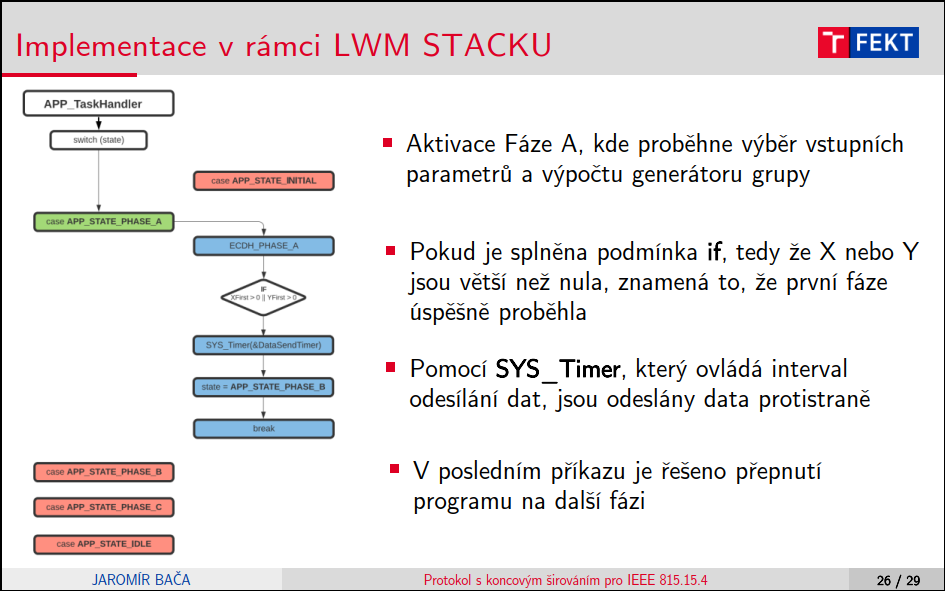 Implementace v rámci LWM STACKU
T FEKT
APP_TaskHandler
switch (state)
case APP_STATE_INITIAL
case APP_STATE_PHASE_A
ECDH_PHASE_A
IF
XFirst > 0 || YFirst > 0
SYS_Timer(&DataSendTimer)
state = APP_STATE_PHASE_B
break
case APP_STATE_PHASE_B
case APP_STATE_PHASE_C
case APP_STATE_IDLE
Aktivace Fáze A, kde proběhne výběr vstupních
parametrů a výpočtu generátoru grupy
Pokud je splněna podmínka if, tedy že X nebo Y
jsou větší než nula, znamená to, že první fáze
úspěšně proběhla
Pomocí SYS_Timer, který ovládá interval
odesílání dat, jsou odeslány data protistraně
V posledním příkazu je řešeno přepnutí
programu na další fázi
JAROMÍR BAČA
Protokol s koncovým širováním pro IEEE 815.15.4
26 / 29